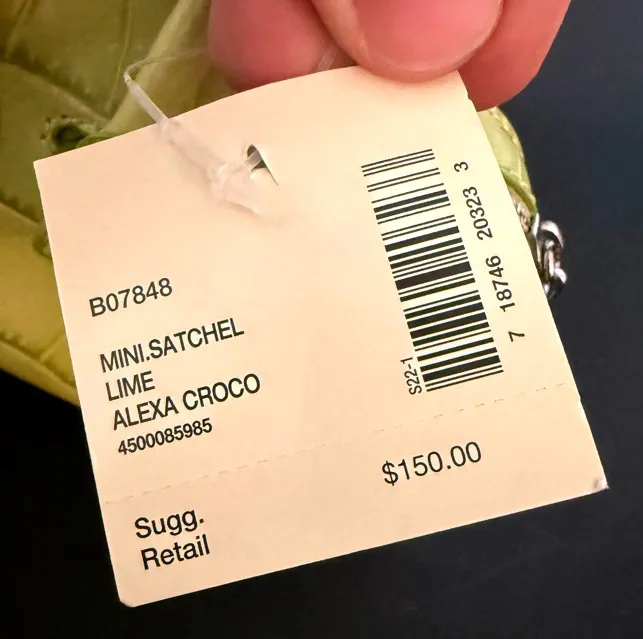 B07848
MINI.SATCHEL
LIME
ALEXA CROCO
4500085985
S22-1
7 18746 20323 3
$150.00
Sugg.
Retail